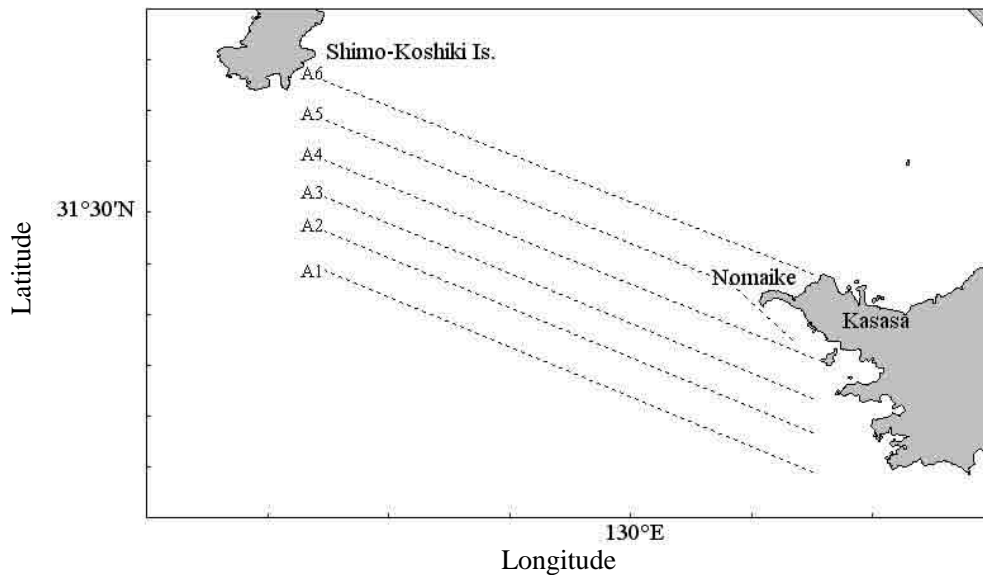 Shimo-Koshiki Is.
A6
A5
A4
A3
31°30'N
A2
A1
Nomaike
Kasasa
Latitude
130°E
Longitude